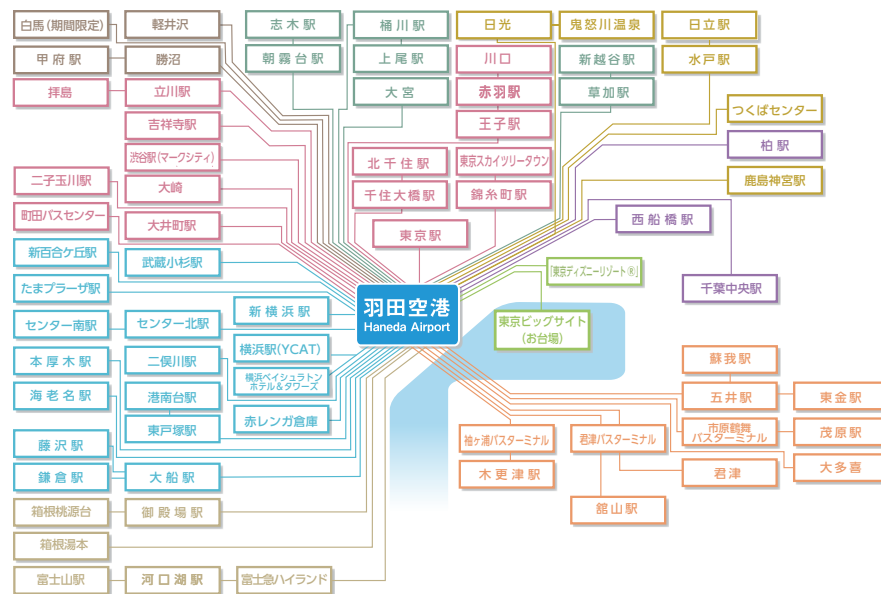 白馬(期間限定)
軽井沢
志木駅
桶川駅
日光
鬼怒川温泉
日立駅
甲府駅
勝沼
朝霧台駅
上尾駅
川口
新越谷駅
水戸駅
拝島
立川駅
大宮
赤羽駅
草加駅
つくばセンター
吉祥寺駅
王子駅
柏駅
渋谷駅(マークシティ)
北千住駅
東京スカイツリータウン
二子玉川駅
大崎
千住大橋駅
錦糸町駅
鹿島神宮駅
町田バスセンター
大井町駅
東京駅
西船橋駅
新百合ケ丘駅
武蔵小杉駅
「東京ディズニーリゾート®」
たまプラーザ駅
千葉中央駅
羽田空港
Haneda Airport
新横浜駅
センター南駅
センター北駅
東京ビッグサイト
(お台場)
横浜駅(YCAT)
本厚木駅
二俣川駅
蘇我駅
横浜ベイシェラトン
ホテル&タワーズ
海老名駅
港南台駅
五井駅
東金駅
赤レンガ倉庫
東戸塚駅
袖ヶ浦バスターミナル
君津バスターミナル
市原鶴舞
バスターミナル
茂原駅
藤沢駅
木更津駅
君津
大多喜
鎌倉駅
大船駅
舘山駅
箱根桃源台
御殿場駅
箱根湯本
富士山駅
河口湖駅
富士急ハイランド